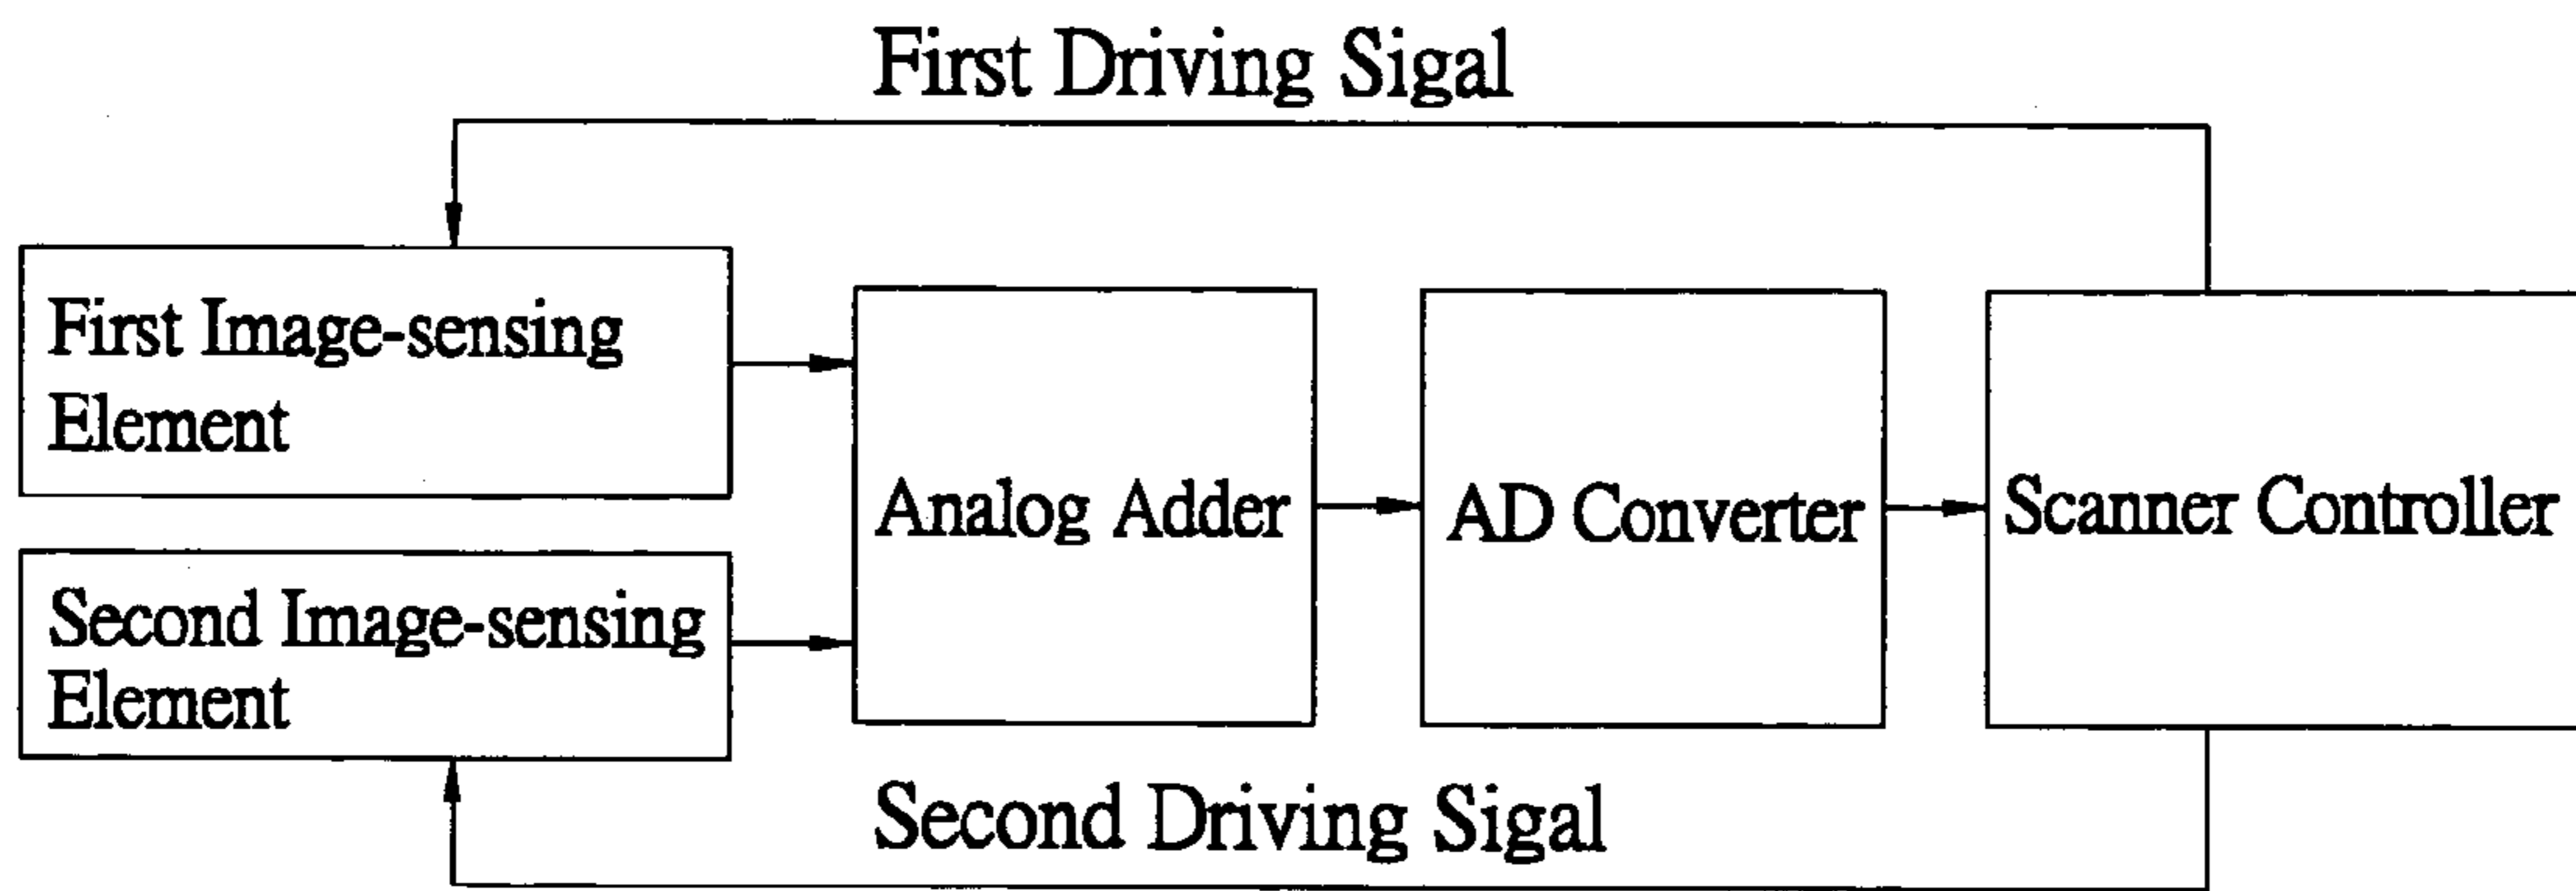 First Driving Sigal
First Image-sensing
Element
Analog Adder
AD Converter
Scanner Controller
Second Image-sensing
Element
Second Driving Sigal